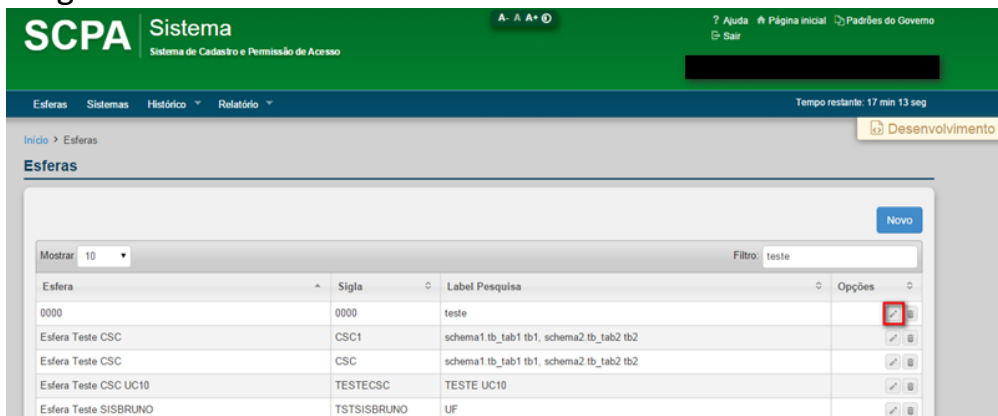 SCPA Sistema
Sistema de Cadastro e Permissão de Acesso
A- A A+
? Ajuda Página inicial Padrões do Governo
Sair
Esferas Sistemas Histórico Relatório Tempo restante: 17 min 13 seg
Desenvolvimento
Início > Esferas
Esferas
Novo
Mostrar 10 Filtro: teste
Esfera Sigla Label Pesquisa Opções
0000 0000 teste
Esfera Teste CSC CSC1 schema1.tb_tab1 tb1, schema2.tb_tab2 tb2
Esfera Teste CSC CSC schema1.tb_tab1 tb1, schema2.tb_tab2 tb2
Esfera Teste CSC UC10 TESTECSC TESTE UC10
Esfera Teste SISBRUNO TSTSISBRUNO UF